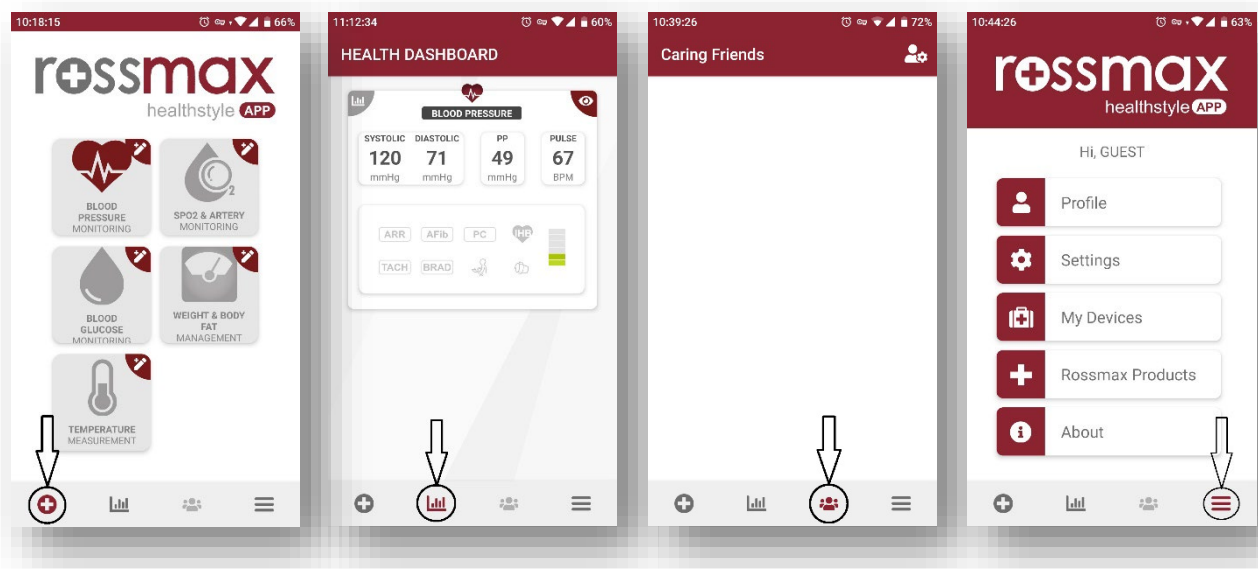 10:18:15
66%
rossmax
healthstyle APP
BLOOD
PRESSURE
MONITORING
SPO2 & ARTERY
MONITORING
2
BLOOD
GLUCOSE
MONITORING
WEIGHT & BODY
FAT
MANAGEMENT
TEMPERATURE
MEASUREMENT
11:12:34
60%
HEALTH DASHBOARD
BLOOD PRESSURE
SYSTOLIC DIASTOLIC PP PULSE
120 71 49 67
mmHg mmHg mmHg BPM
ARR AFib PC IHB
TACH BRAD
10:39:26
72%
Caring Friends
10:44:26
63%
rossmax
healthstyle APP
Hi, GUEST
Profile
Settings
My Devices
Rossmax Products
About